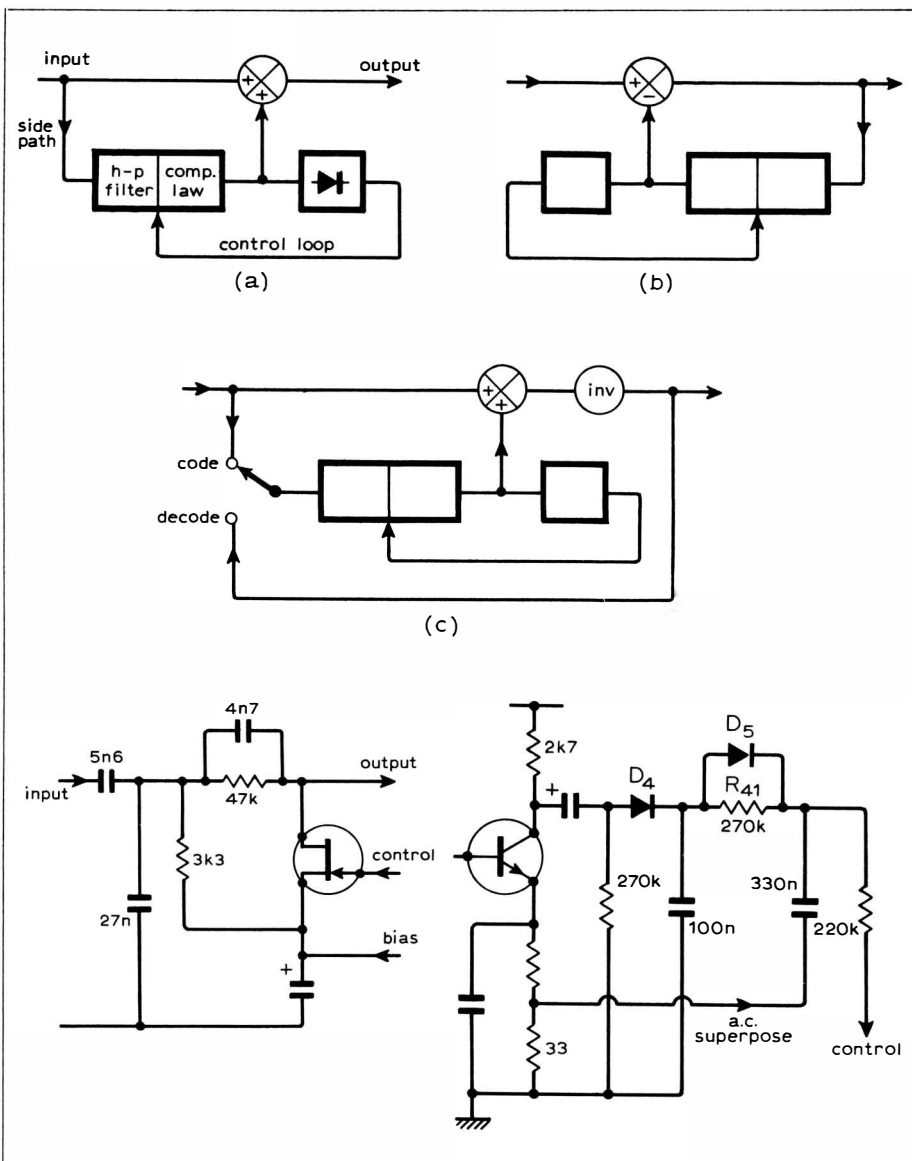 input
output
side
path
h-p
filter
comp.
law
control loop
(a)
(b)
code
decode
inv
(c)
4n7
5n6
input
47k
output
3k3
control
27n
bias
2k7
D4
D5
R41
270k
270k
100n
330n
220k
33
a.c.
superpose
control
+
+
+
-
+
+
+
+